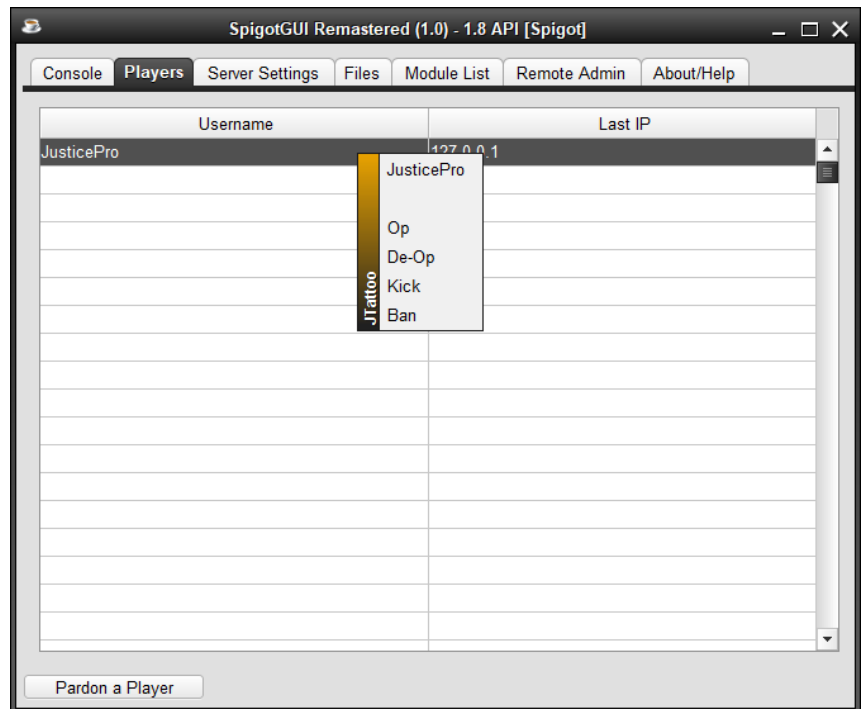 SpigotGUI Remastered (1.0) - 1.8 API [Spigot]
Console Players Server Settings Files Module List Remote Admin About/Help
Username Last IP
JusticePro 127.0.0.1
JusticePro
Op
De-Op
Kick
Ban
JTattoo
Pardon a Player